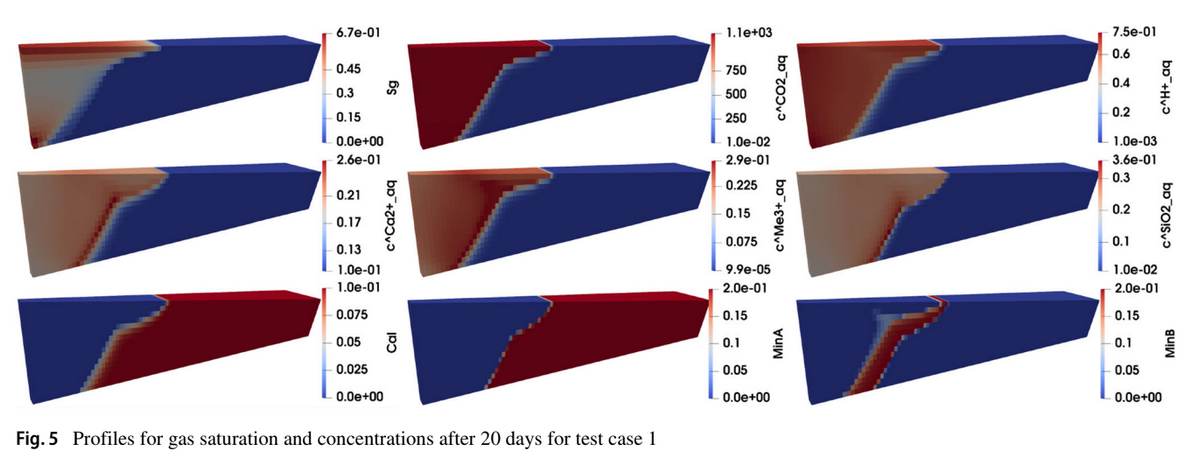 6.7e-01
0.45
0.3
0.15
0.0e+00
Sg
1.1e+03
750
500
250
1.0e-02
c^CO2_aq
7.5e-01
0.6
0.4
0.2
1.0e-03
c^H+_aq
2.6e-01
0.21
0.17
0.13
1.0e-01
c^Ca2+_aq
2.9e-01
0.225
0.15
0.075
9.9e-05
c^Me3+_aq
3.6e-01
0.3
0.2
0.1
1.0e-02
c^SiO2_aq
1.0e-01
0.075
0.05
0.025
0.0e+00
Cal
2.0e-01
0.15
0.1
0.05
0.0e+00
MinA
2.0e-01
0.15
0.1
0.05
0.0e+00
MinB
Fig. 5 Profiles for gas saturation and concentrations after 20 days for test case 1